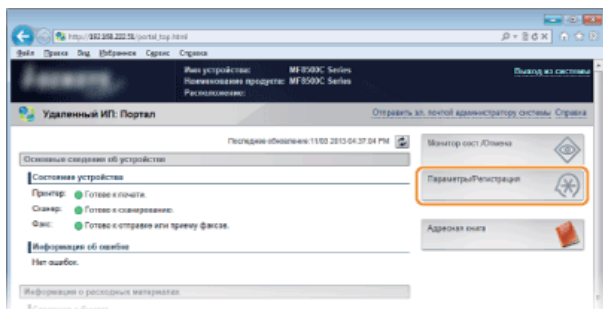 http://192.168.222.51/portal_top.html
Файл Правка Вид Избранное Сервис Справка
Имя устройства: MF8500C Series
Наименование продукта: MF8500C Series
Расположение:
Выход из системы
Удаленный ИП: Портал
Отправить эл. почтой администратору системы Справка
Последнее обновление: 11/03 2013 04:37:04 PM
Основные сведения об устройстве
Состояние устройства
Принтер: Готово к печати.
Сканер: Готово к сканированию.
Факс: Готово к отправке или приему факсов.
Информация об ошибке
Нет ошибок.
Информация о расходных материалах
Монитор сост./Отмена
Параметры/Регистрация
Адресная книга